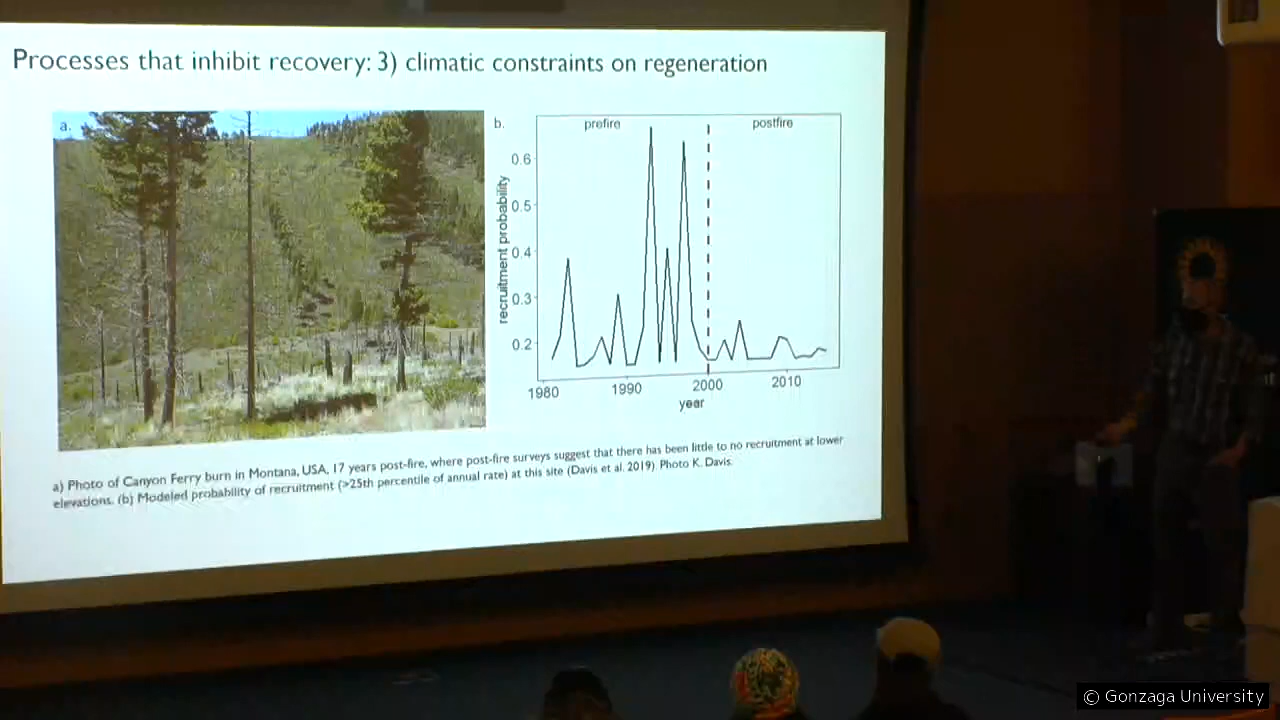 Processes that inhibit recovery: 3) climatic constraints on regeneration
a.
b.
prefire
postfire
recruitment probability
0.6
0.5
0.4
0.3
0.2
1980
1990
2000
2010
year
a) Photo of Canyon Ferry burn in Montana, USA, 17 years post-fire, where post-fire surveys suggest that there has been little to no recruitment at lower
elevations. (b) Modeled probability of recruitment (>25th percentile of annual rate) at this site (Davis et al. 2019). Photo K. Davis.
© Gonzaga University